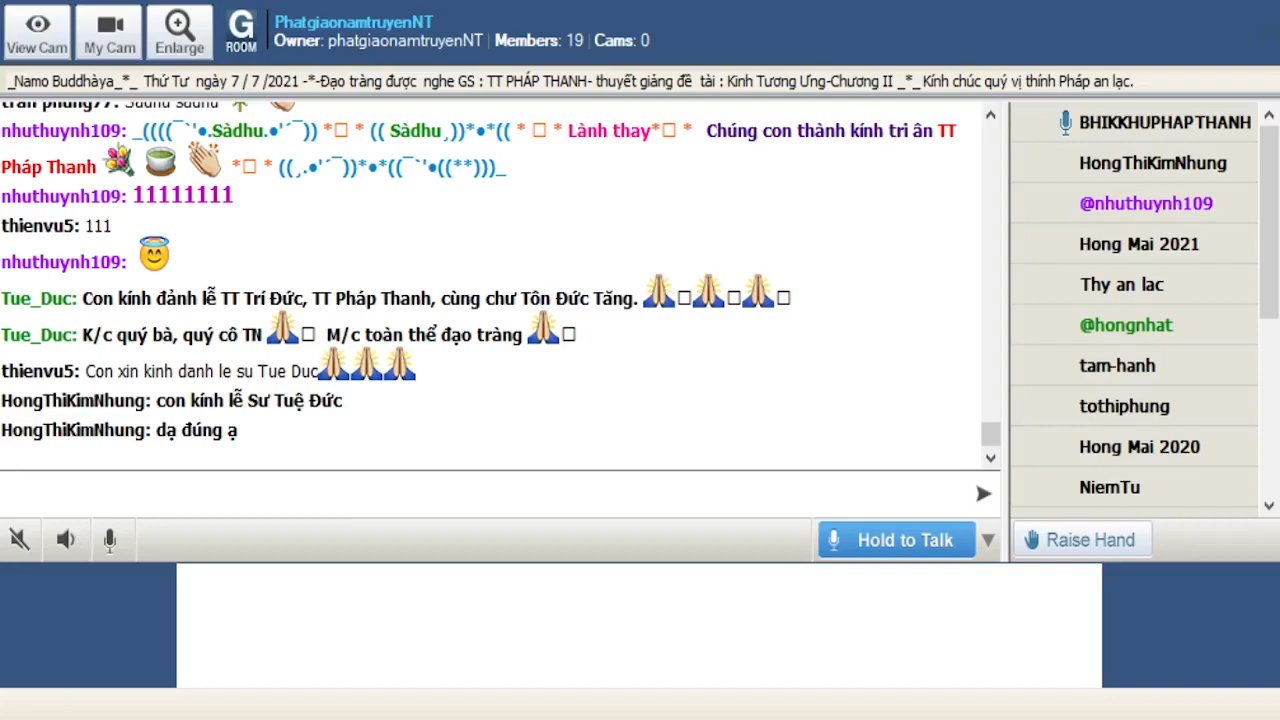 View Cam
My Cam
Enlarge
G
ROOM
PhatgiaonamtruyenNT
Owner: phatgiaonamtruyenNT | Members: 19 | Cams: 0
_Namo Buddhàya_*_ Thứ Tư ngày 7 / 7 /2021 -*-Đạo tràng được nghe GS : TT PHÁP THANH- thuyết giảng đề tài : Kinh Tương Ưng-Chương II _*_Kính chúc quý vị thính Pháp an lạc.
tran phung77: Sadhu sadhu
nhuthuynh109: _((((¯`'•.Sàdhu.•'´¯)) *□ * (( Sàdhu¸))*•*(( * □ * Lành thay*□ * Chúng con thành kính tri ân TT
Pháp Thanh *□ * ((¸.•'´¯))*•*((¯`'•((**)))_
nhuthuynh109: 11111111
thienvu5: 111
nhuthuynh109:
Tue_Duc: Con kính đảnh lễ TT Trí Đức, TT Pháp Thanh, cùng chư Tôn Đức Tăng. □□□
Tue_Duc: K/c quý bà, quý cô TN □ M/c toàn thể đạo tràng □
thienvu5: Con xin kinh danh le su Tue Duc
HongThiKimNhung: con kính lễ Sư Tuệ Đức
HongThiKimNhung: dạ đúng ạ
Hold to Talk
BHIKKHUPHAPTHANH
HongThiKimNhung
@nhuthuynh109
Hong Mai 2021
Thy an lac
@hongnhat
tam-hanh
tothiphung
Hong Mai 2020
NiemTu
Raise Hand